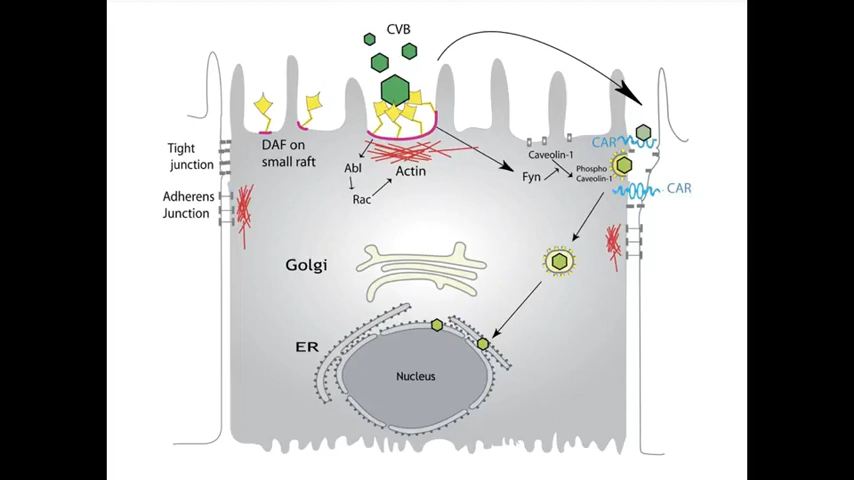 CVB
DAF on
small raft
Tight
junction
Adherens
Junction
Abl
Rac
Actin
Fyn
Caveolin-1
Phospho
Caveolin-1
CAR
CAR
Golgi
ER
Nucleus